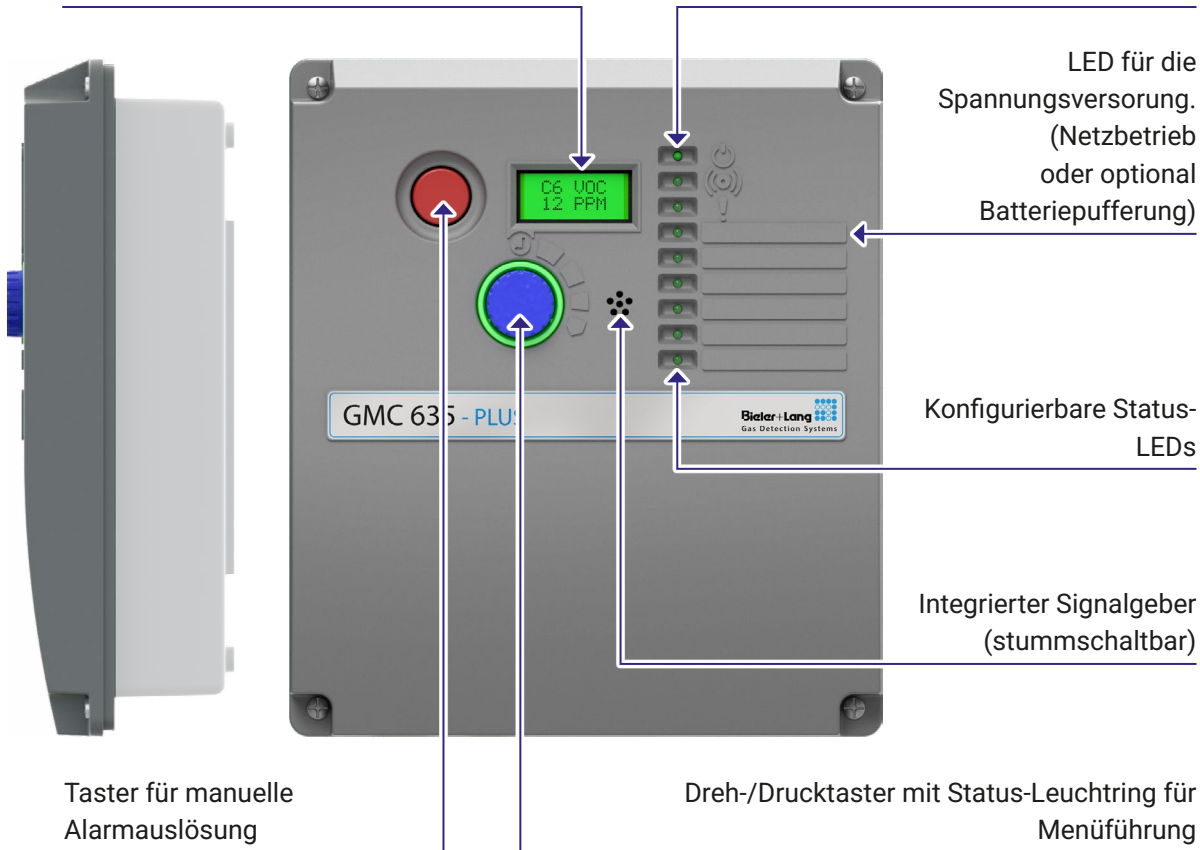 LED für die
Spannungsversorung.
(Netzbetrieb
oder optional
Batteriepufferung)
C6 VOC
12 PPM
GMC 635 - PLUS
Bieler+Lang
Gas Detection Systems
Konfigurierbare Status-
LEDs
Integrierter Signalgeber
(stummschaltbar)
Taster für manuelle
Alarmauslösung
Dreh-/Drucktaster mit Status-Leuchtring für
Menüführung